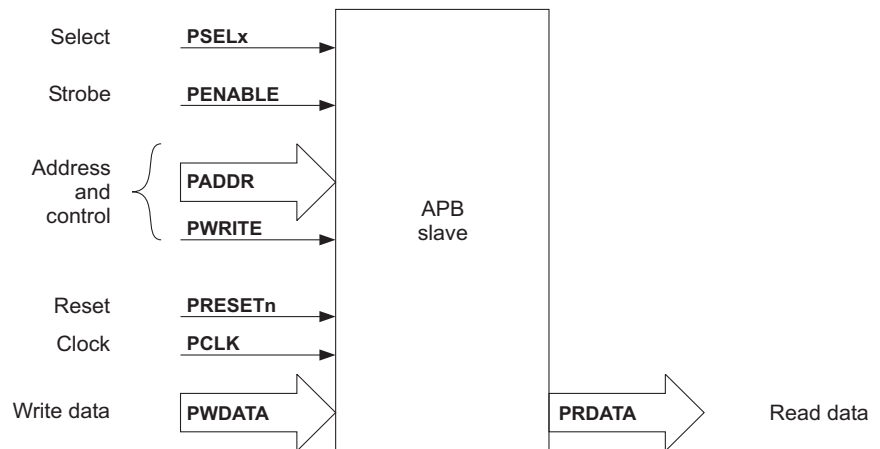 Select PSELx
Strobe PENABLE
Address
and
control
PADDR
PWRITE
APB
slave
Reset PRESETn
Clock PCLK
Write data PWDATA
PRDATA Read data